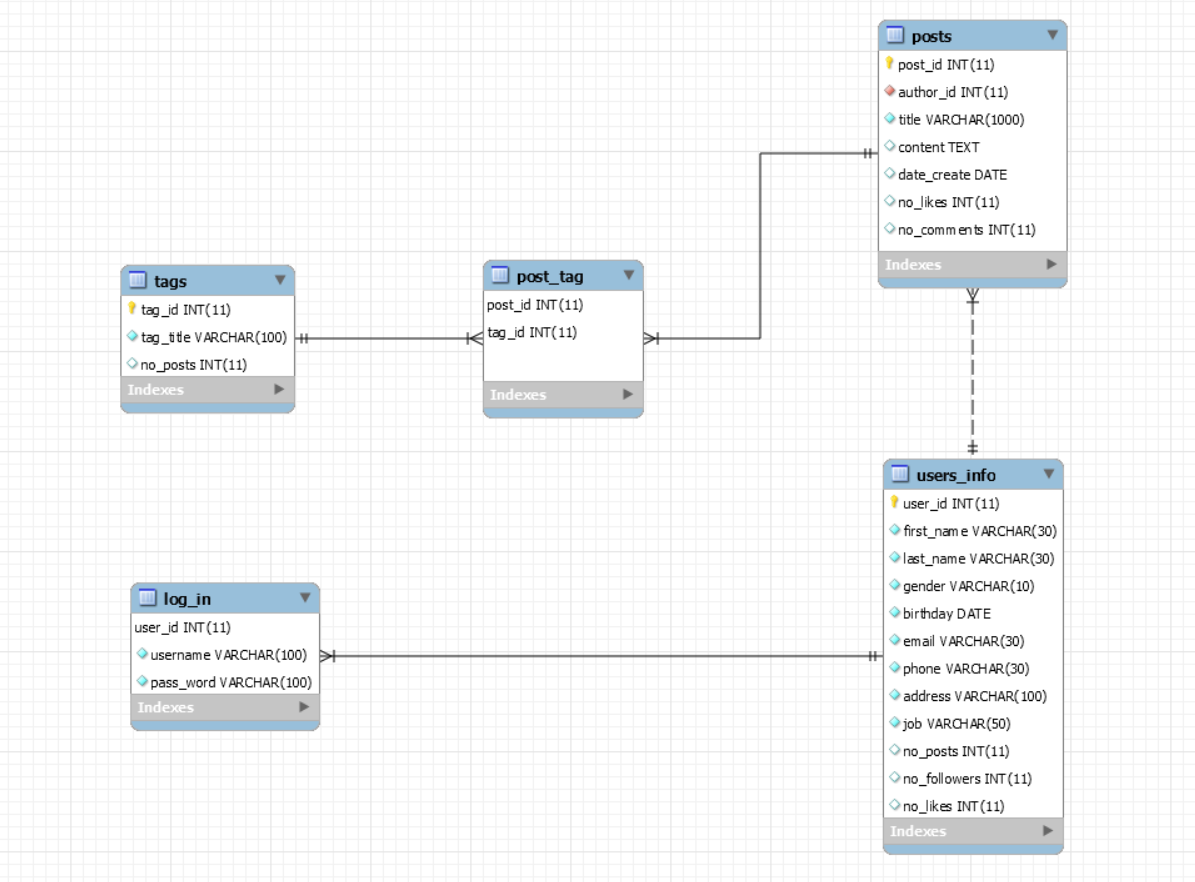 posts
post_id INT(11)
author_id INT(11)
title VARCHAR(1000)
content TEXT
date_create DATE
no_likes INT(11)
no_comments INT(11)
Indexes
tags
tag_id INT(11)
tag_title VARCHAR(100)
no_posts INT(11)
Indexes
post_tag
post_id INT(11)
tag_id INT(11)
Indexes
users_info
user_id INT(11)
first_name VARCHAR(30)
last_name VARCHAR(30)
gender VARCHAR(10)
birthday DATE
email VARCHAR(30)
phone VARCHAR(30)
address VARCHAR(100)
job VARCHAR(50)
no_posts INT(11)
no_followers INT(11)
no_likes INT(11)
Indexes
log_in
user_id INT(11)
username VARCHAR(100)
pass_word VARCHAR(100)
Indexes